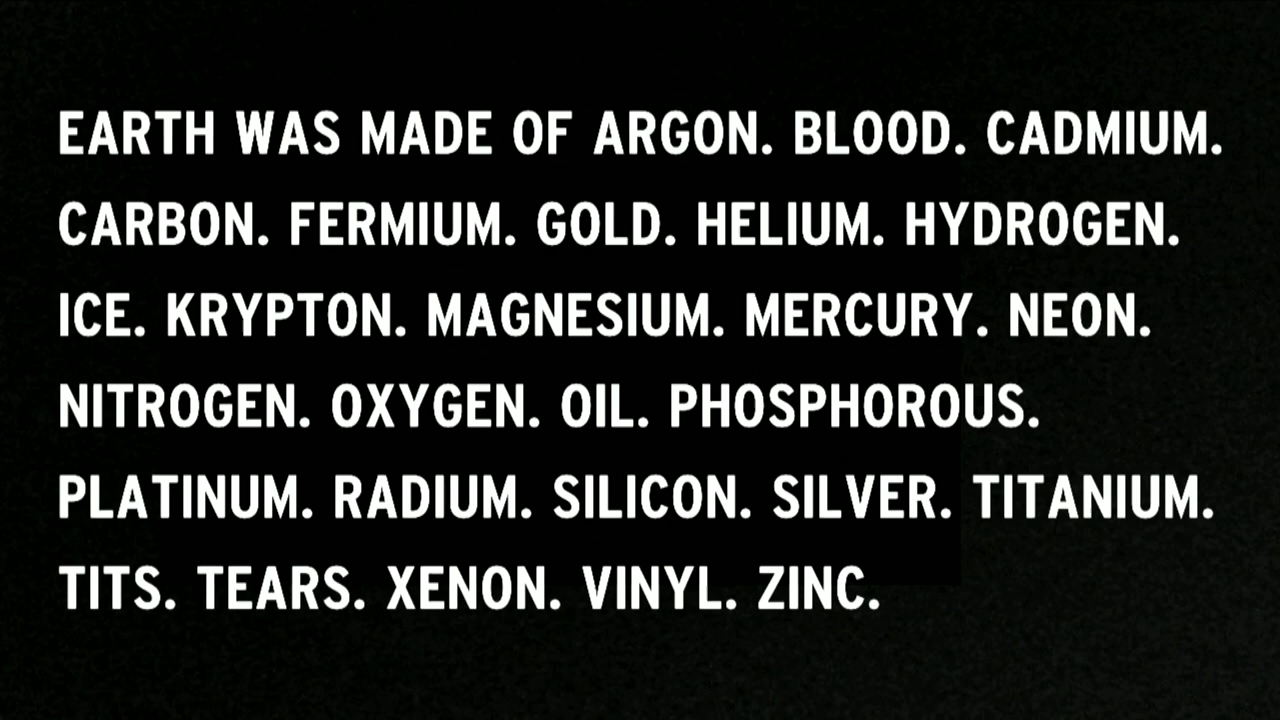 EARTH WAS MADE OF ARGON. BLOOD. CADMIUM.
CARBON. FERMIUM. GOLD. HELIUM. HYDROGEN.
ICE. KRYPTON. MAGNESIUM. MERCURY. NEON.
NITROGEN. OXYGEN. OIL. PHOSPHOROUS.
PLATINUM. RADIUM. SILICON. SILVER. TITANIUM.
TITS. TEARS. XENON. VINYL. ZINC.